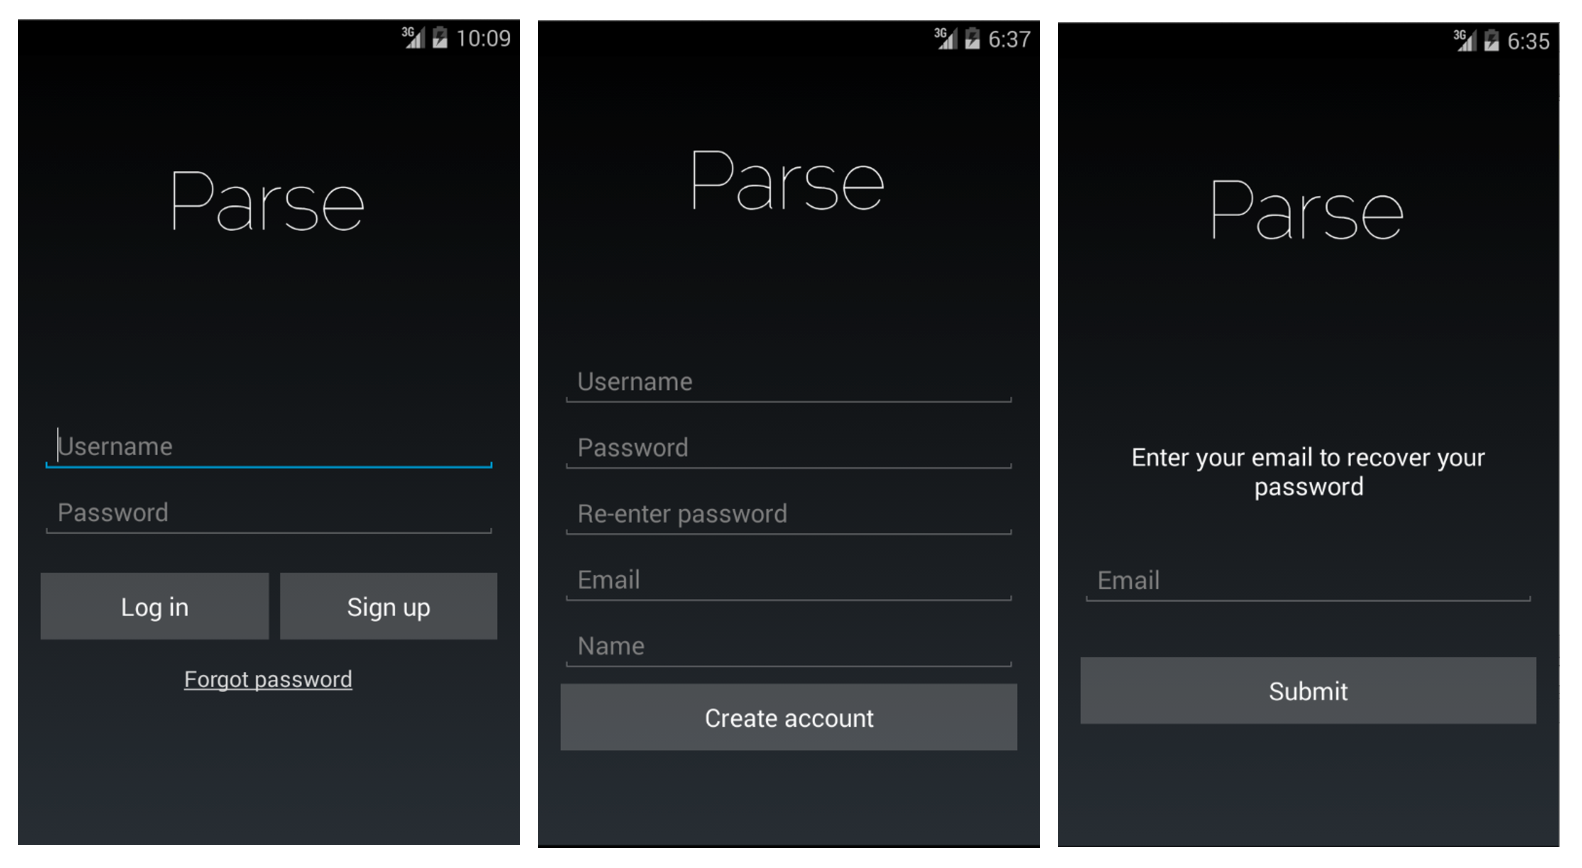 3G 10:09
Parse
Username
Password
Log in
Sign up
Forgot password
3G 6:37
Parse
Username
Password
Re-enter password
Email
Name
Create account
3G 6:35
Parse
Enter your email to recover your
password
Email
Submit